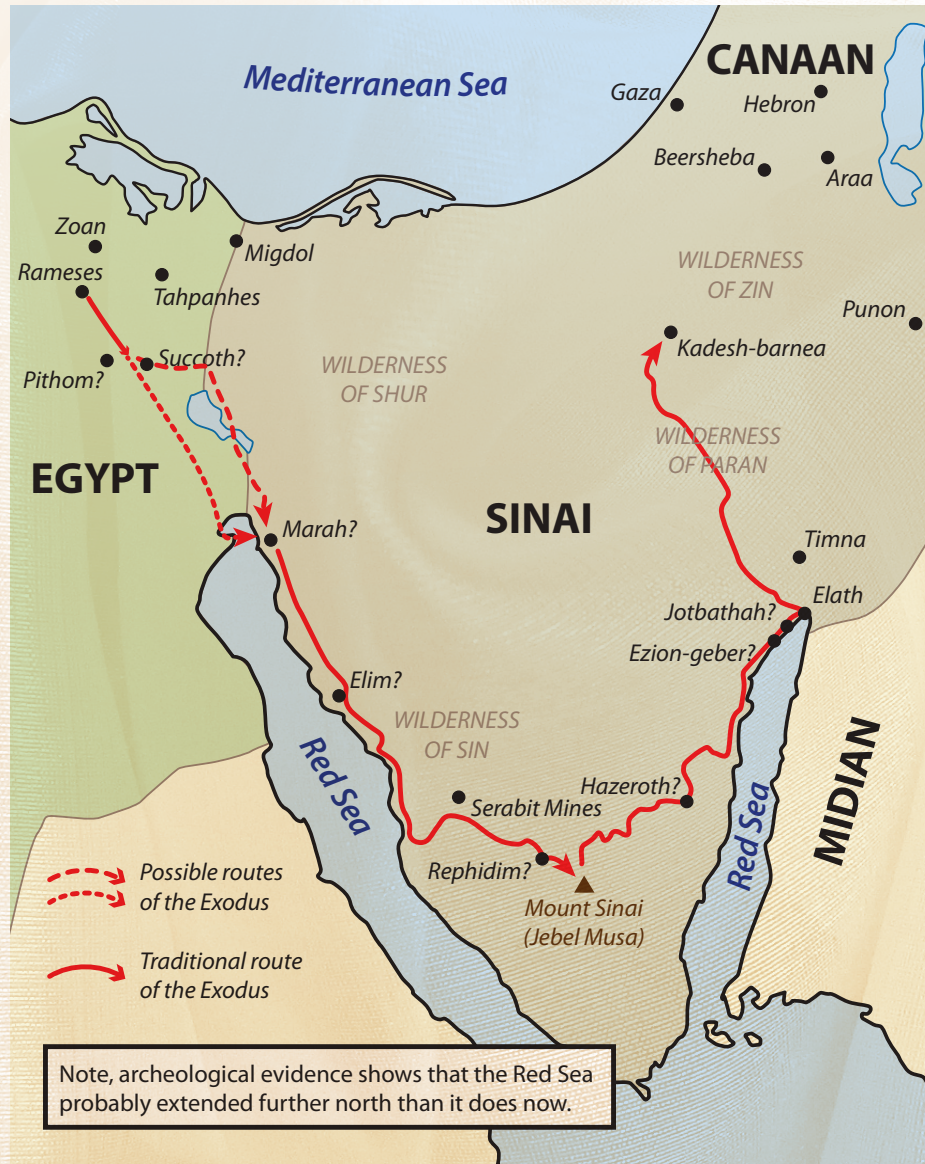 Mediterranean Sea
CANAAN
Gaza
Hebron
Beersheba
Araa
Zoan
Migdol
Rameses
Tahpanhes
WILDERNESS
OF ZIN
Punon
Kadesh-barnea
Succoth?
Pithom?
WILDERNESS
OF SHUR
WILDERNESS
OF PARAN
EGYPT
SINAI
Marah?
Timna
Elath
Jotbathah?
Ezion-geber?
Elim?
WILDERNESS
OF SIN
Red Sea
MIDIAN
Hazeroth?
Serabit Mines
Red Sea
Rephidim?
Mount Sinai
(Jebel Musa)
Possible routes
of the Exodus
Traditional route
of the Exodus
Note, archeological evidence shows that the Red Sea
probably extended further north than it does now.